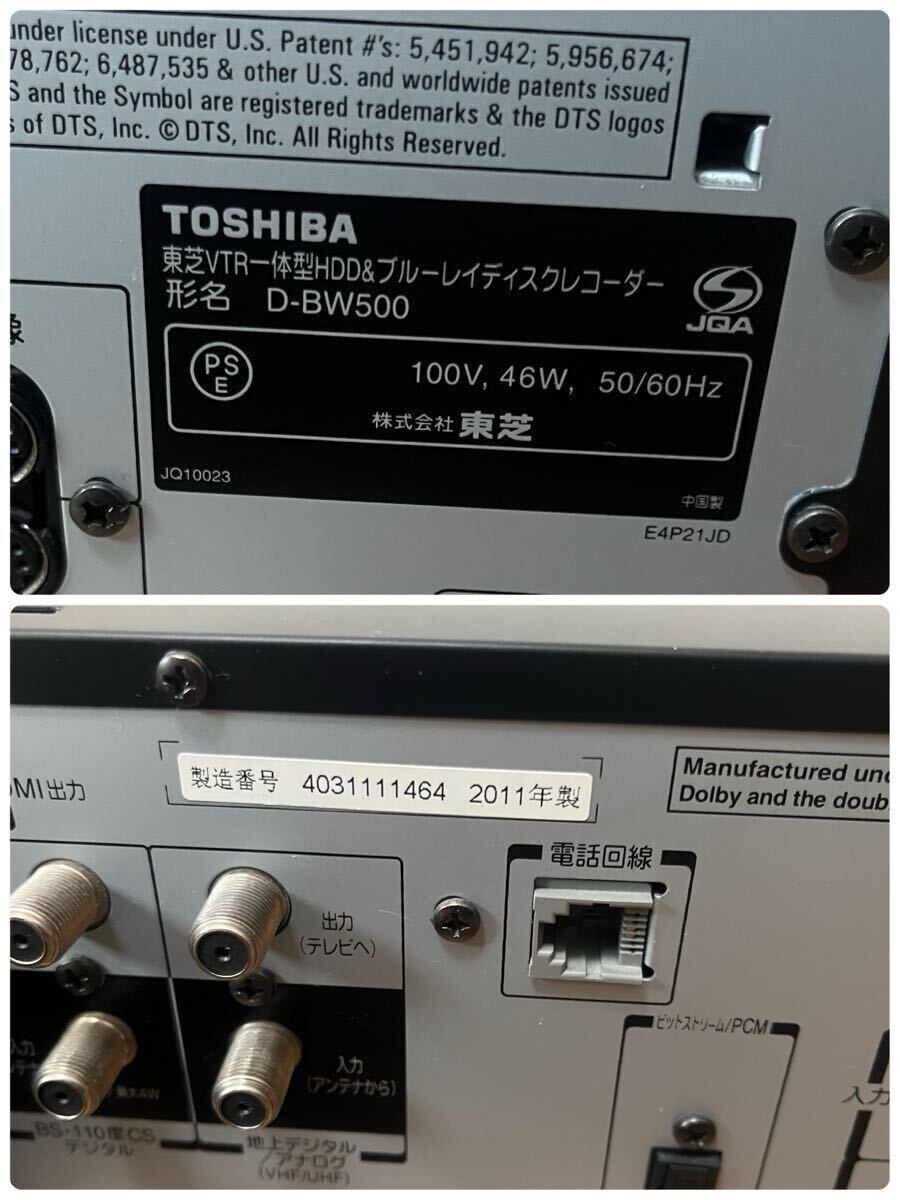 under license under U.S. Patent #'s: 5,451,942; 5,956,674;
78,762; 6,487,535 & other U.S. and worldwide patents issued
S and the Symbol are registered trademarks & the DTS logos
of DTS, Inc. © DTS, Inc. All Rights Reserved.
TOSHIBA
東芝VTR一体型HDD&ブルーレイディスクレコーダー
形名 D-BW500
JQA
PS
E
100V, 46W, 50/60Hz
株式会社 東芝
JQ10023
中国製
E4P21JD
像
MI出力
製造番号 4031111464 2011年製
Manufactured und
Dolby and the doub
電話回線
出力
(テレビへ)
ビットストリーム/PCM
入力
入力
(アンテナから)
最大4W
入力
BS・110度CS
デジタル
地上デジタル
/アナログ
(VHF/UHF)